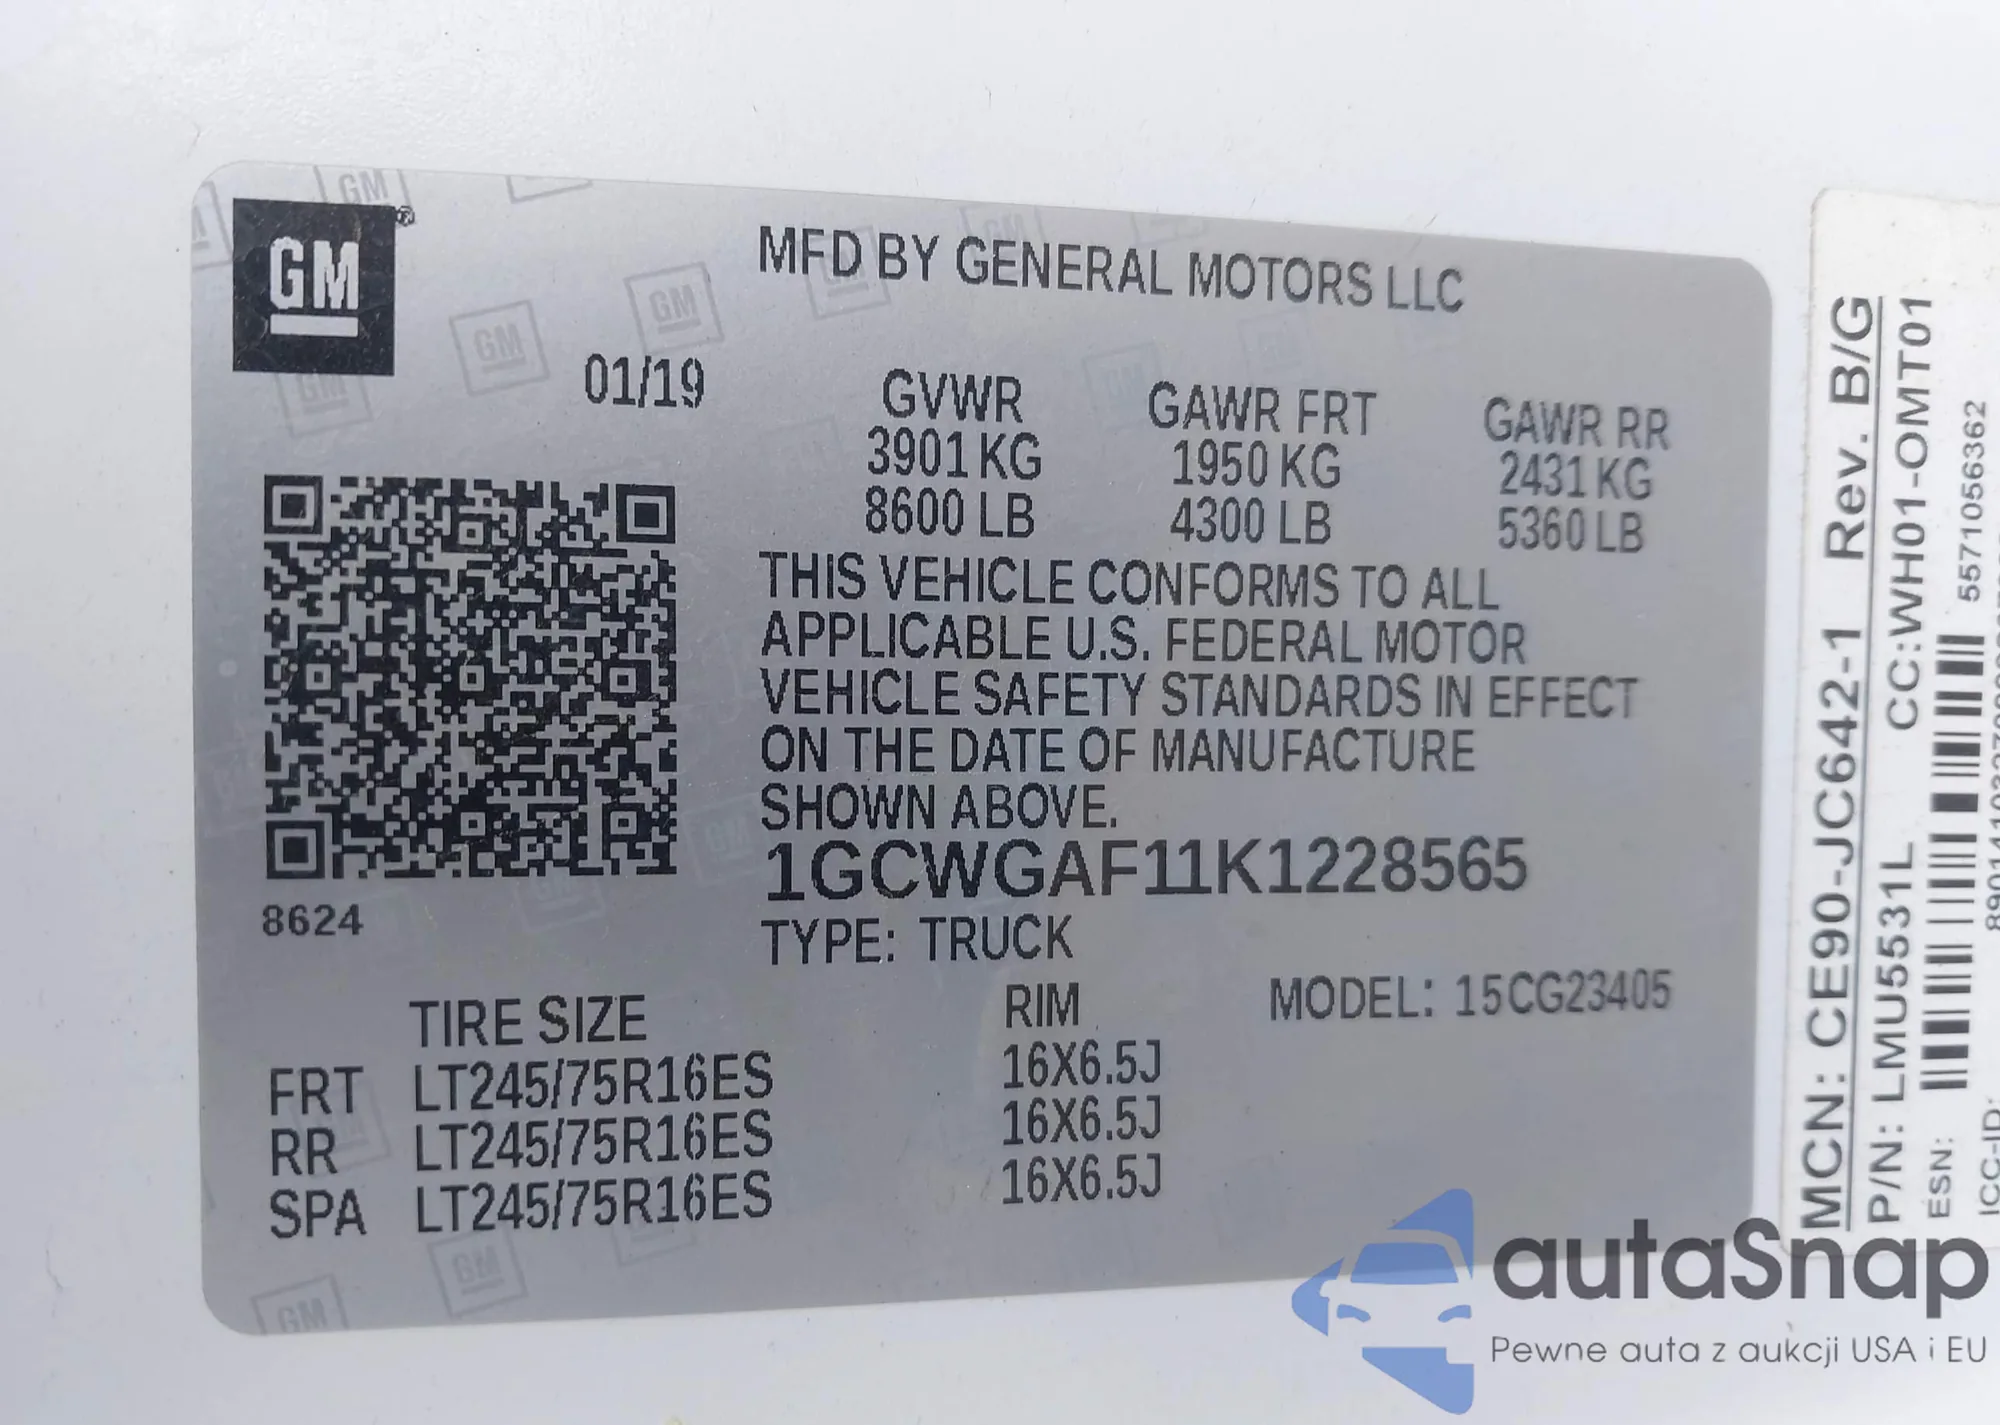 GM
MFD BY GENERAL MOTORS LLC
01/19
GVWR GAWR FRT GAWR RR
3901 KG 1950 KG 2431 KG
8600 LB 4300 LB 5360 LB
THIS VEHICLE CONFORMS TO ALL
APPLICABLE U.S. FEDERAL MOTOR
VEHICLE SAFETY STANDARDS IN EFFECT
ON THE DATE OF MANUFACTURE
SHOWN ABOVE.
1GCWGAF11K1228565
8624
TYPE: TRUCK
TIRE SIZE RIM MODEL: 15CG23405
FRT LT245/75R16ES 16X6.5J
RR LT245/75R16ES 16X6.5J
SPA LT245/75R16ES 16X6.5J
MCN: CE90-JC642-1 Rev. B/G
P/N: LMU5531L CC:WH01-OMT01
ESN: 5571056362
ICC-ID:
autaSnap
Pewne auta z aukcji USA i EU